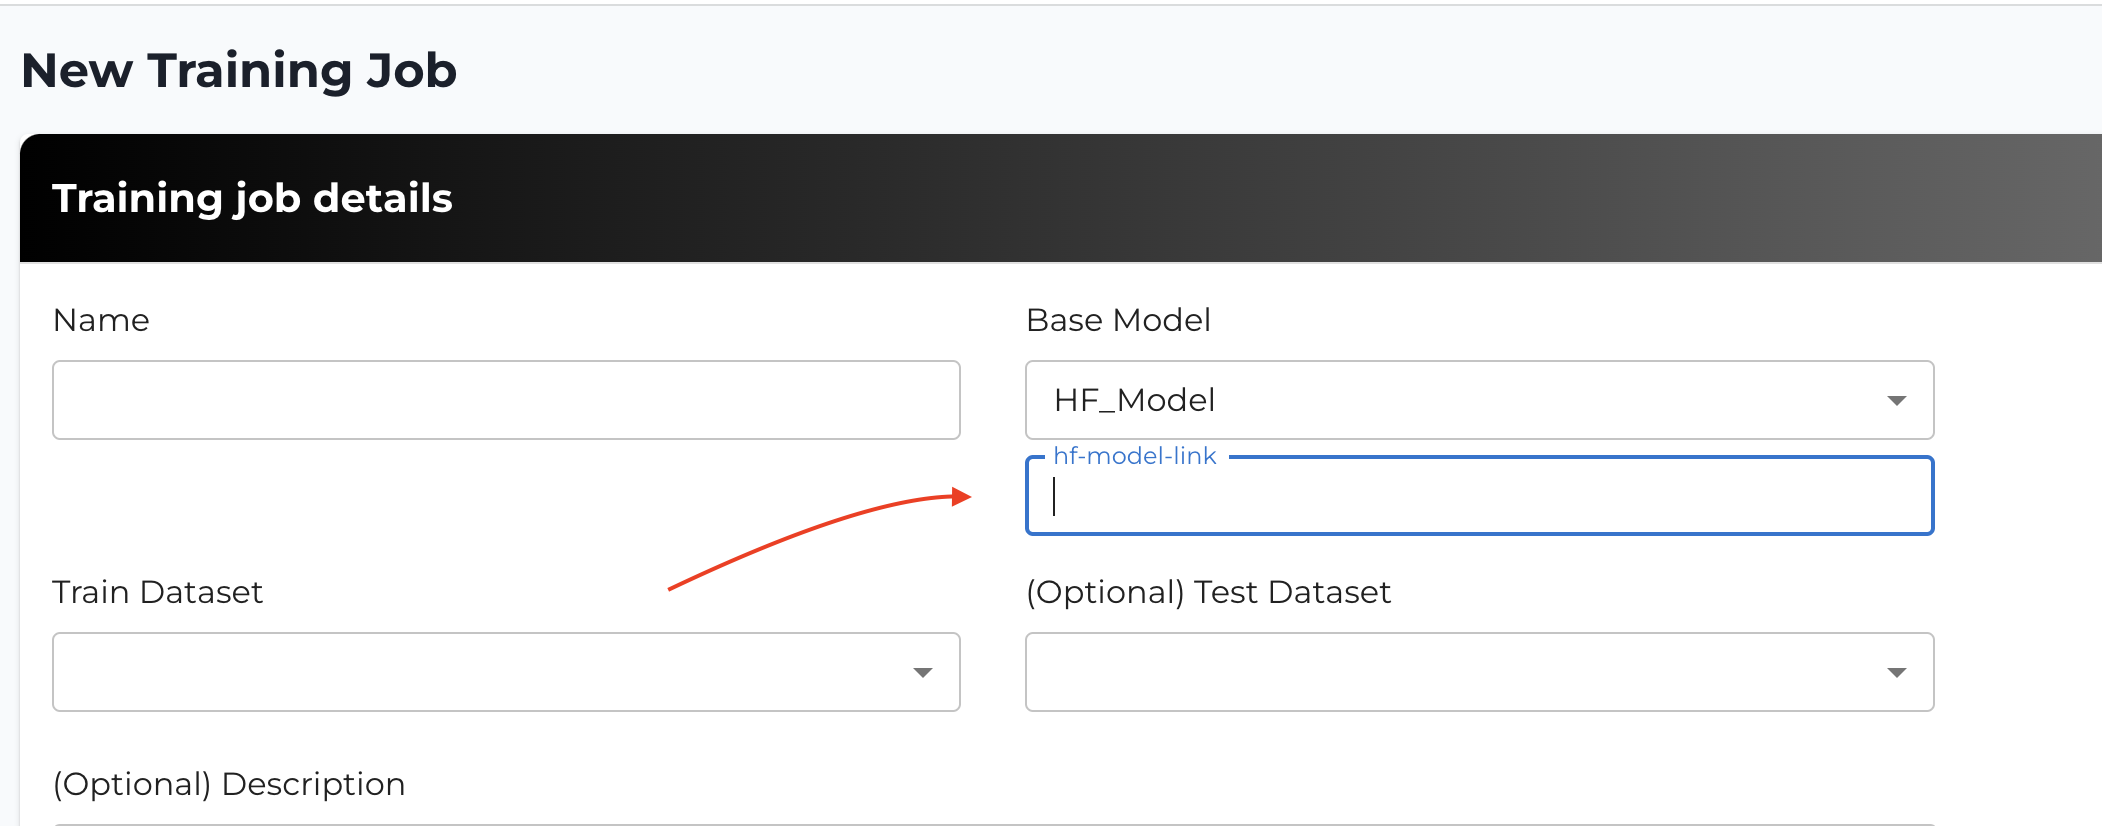 New Training Job
Training job details
Name
Base Model
HF_Model
hf-model-link
Train Dataset
(Optional) Test Dataset
(Optional) Description